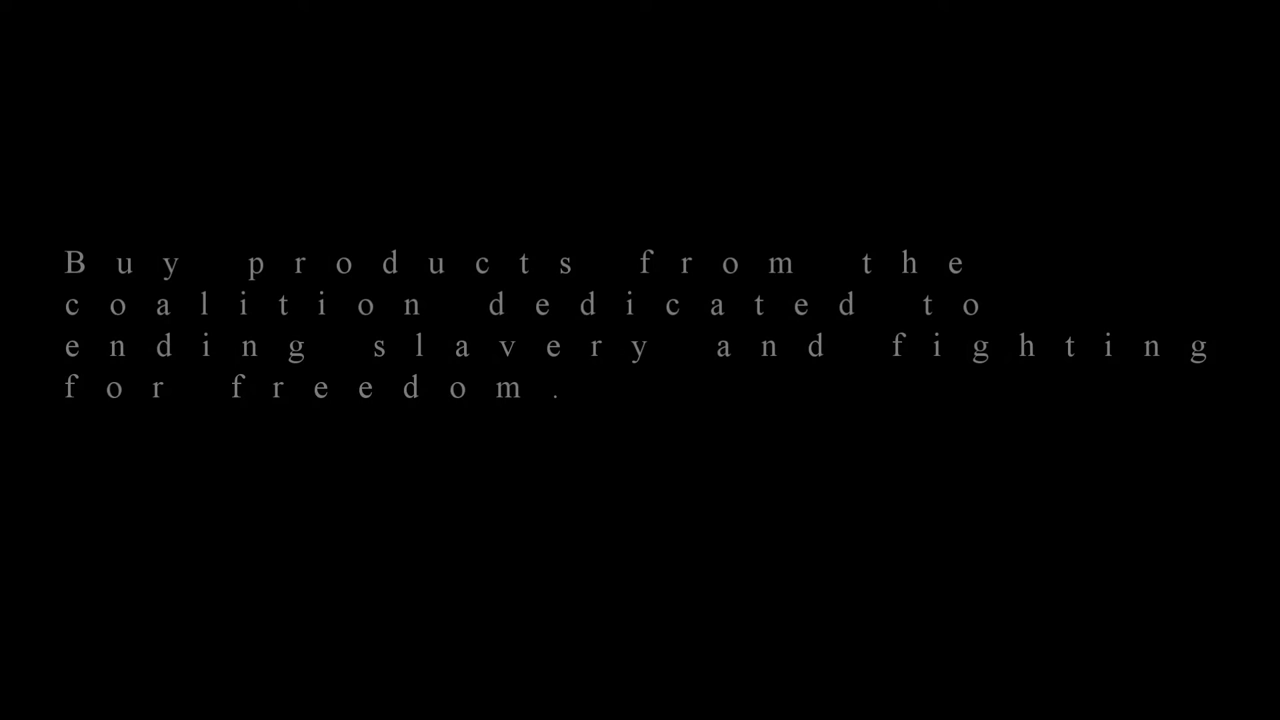 Buy products from the
coalition dedicated to
ending slavery and fighting
for freedom.